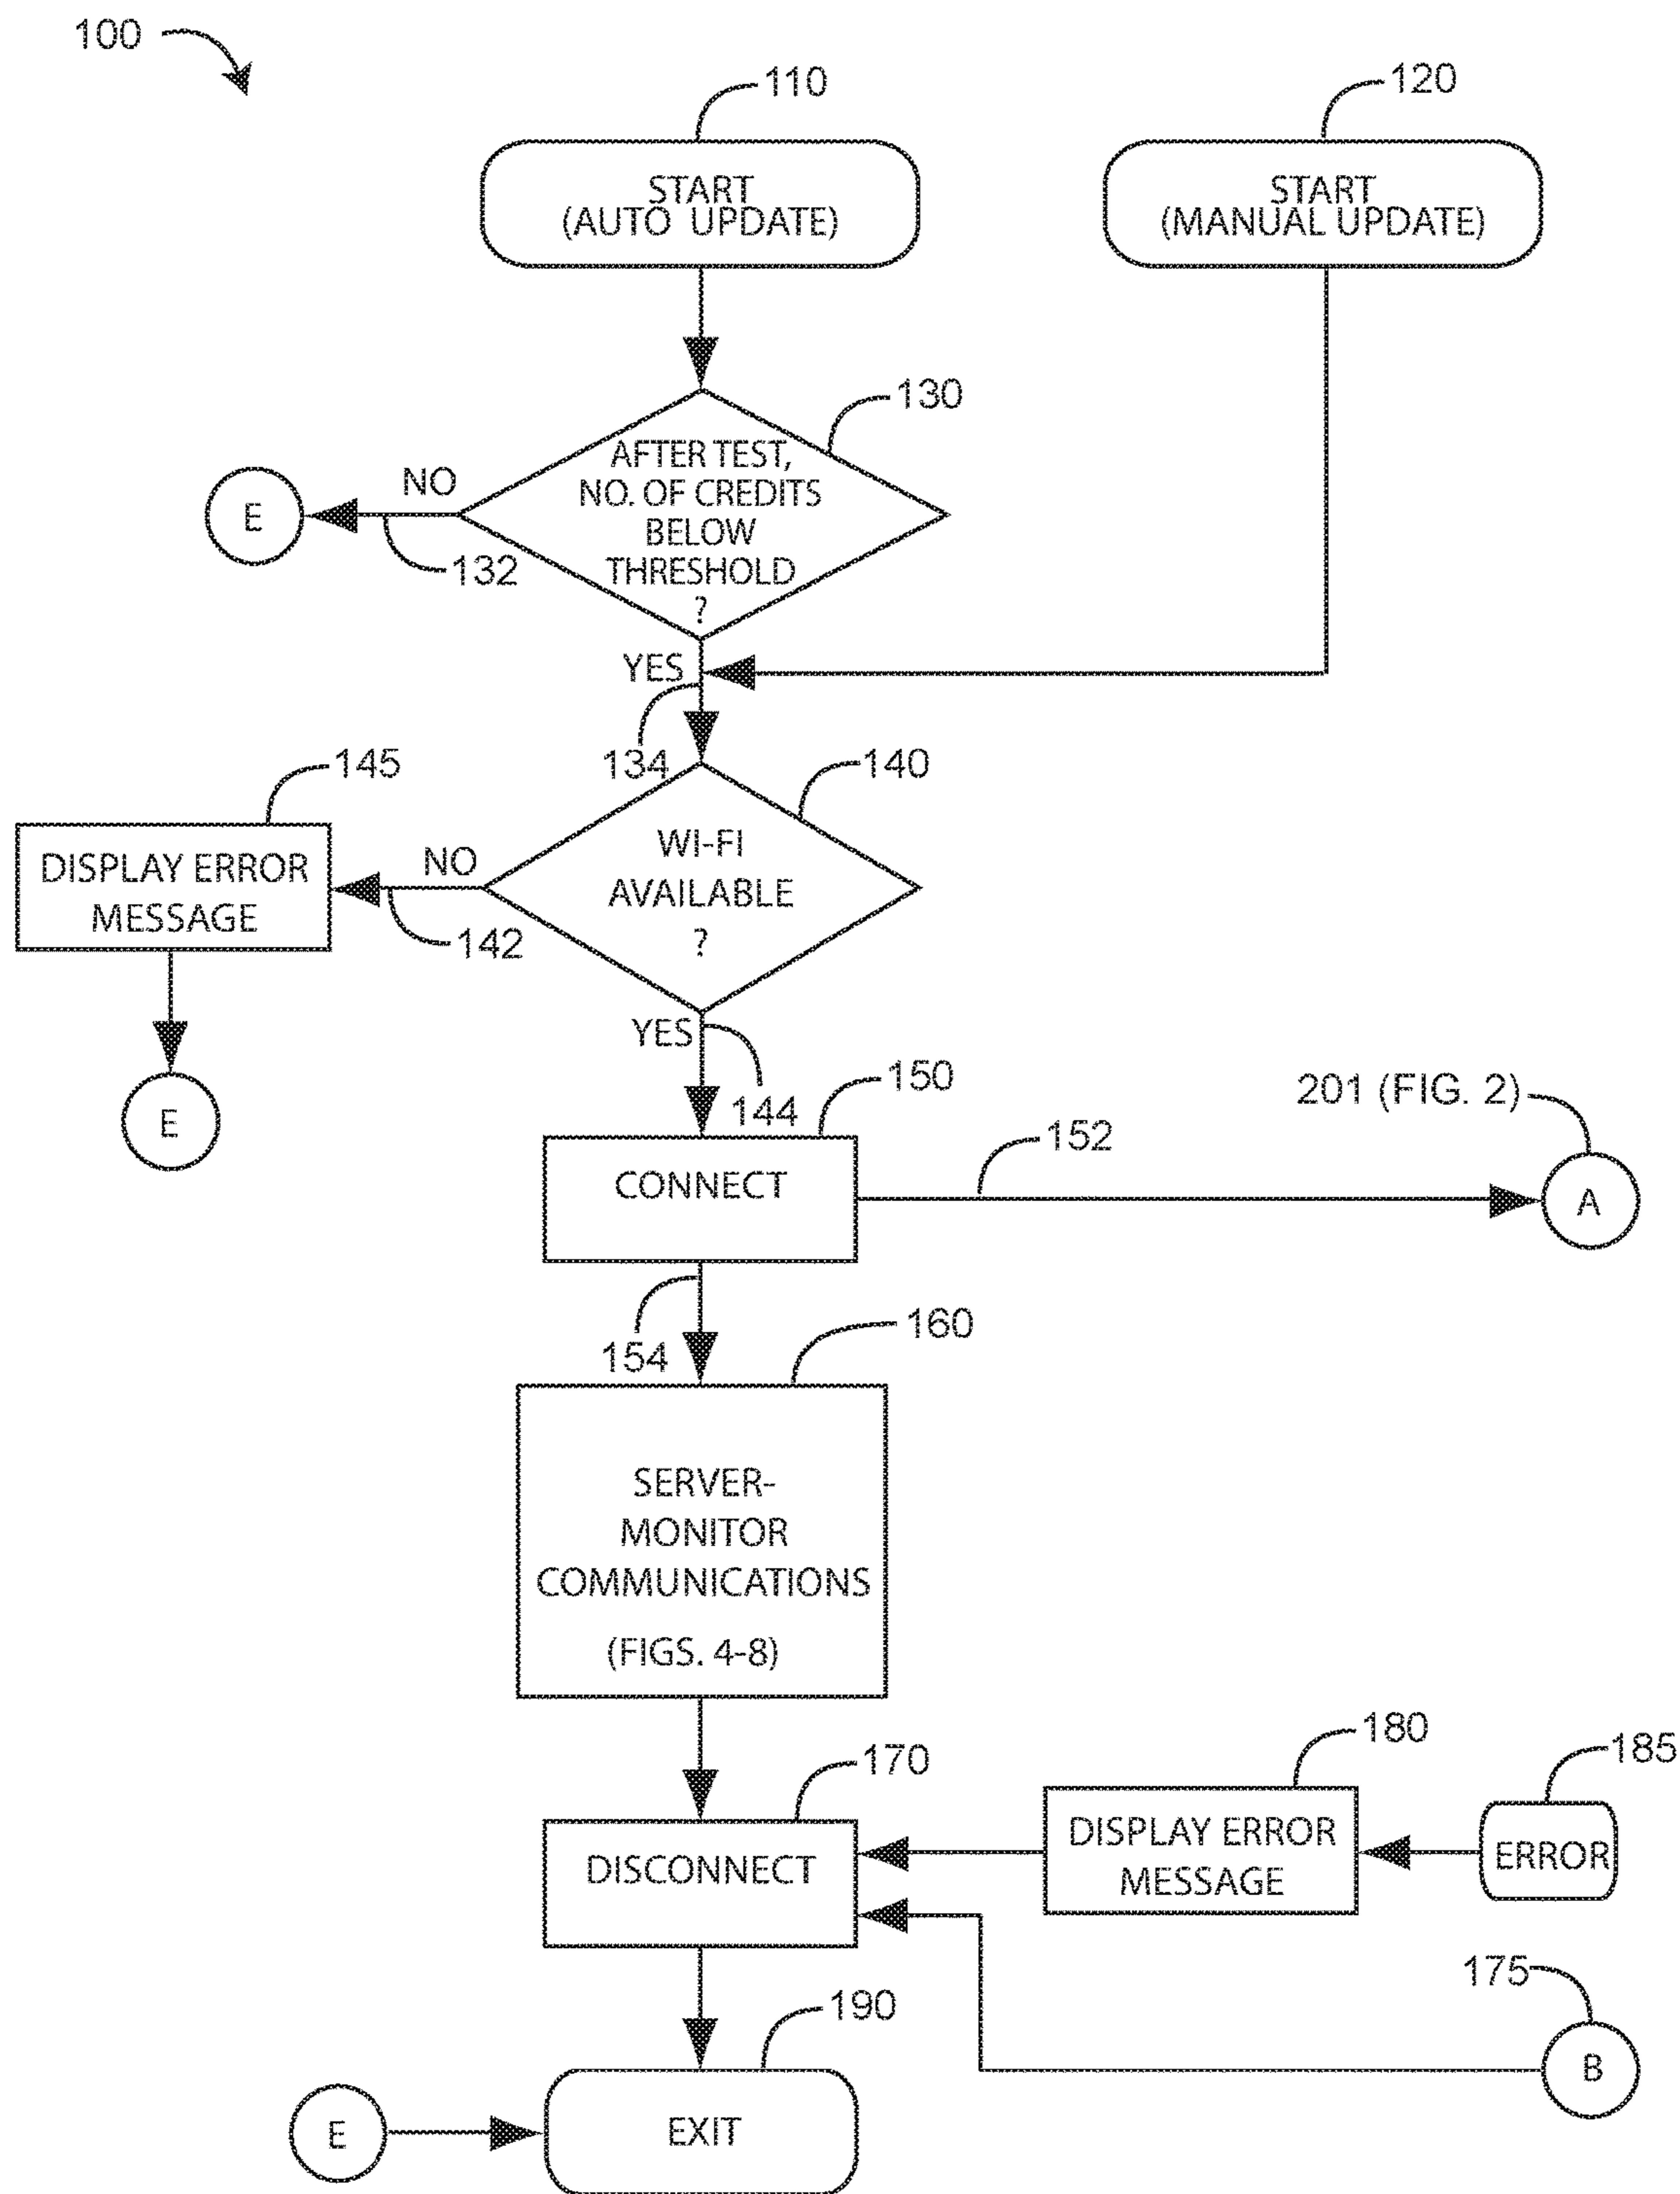 100
110
120
START
(AUTO UPDATE)
START
(MANUAL UPDATE)
130
AFTER TEST,
NO. OF CREDITS
BELOW
THRESHOLD
?
NO
E
132
YES
134
140
145
WI-FI
AVAILABLE
?
NO
DISPLAY ERROR
MESSAGE
142
E
YES
144
150
201 (FIG. 2)
CONNECT
152
A
154
160
SERVER-
MONITOR
COMMUNICATIONS
(FIGS. 4-8)
170
180
185
DISCONNECT
DISPLAY ERROR
MESSAGE
ERROR
175
B
190
E
EXIT